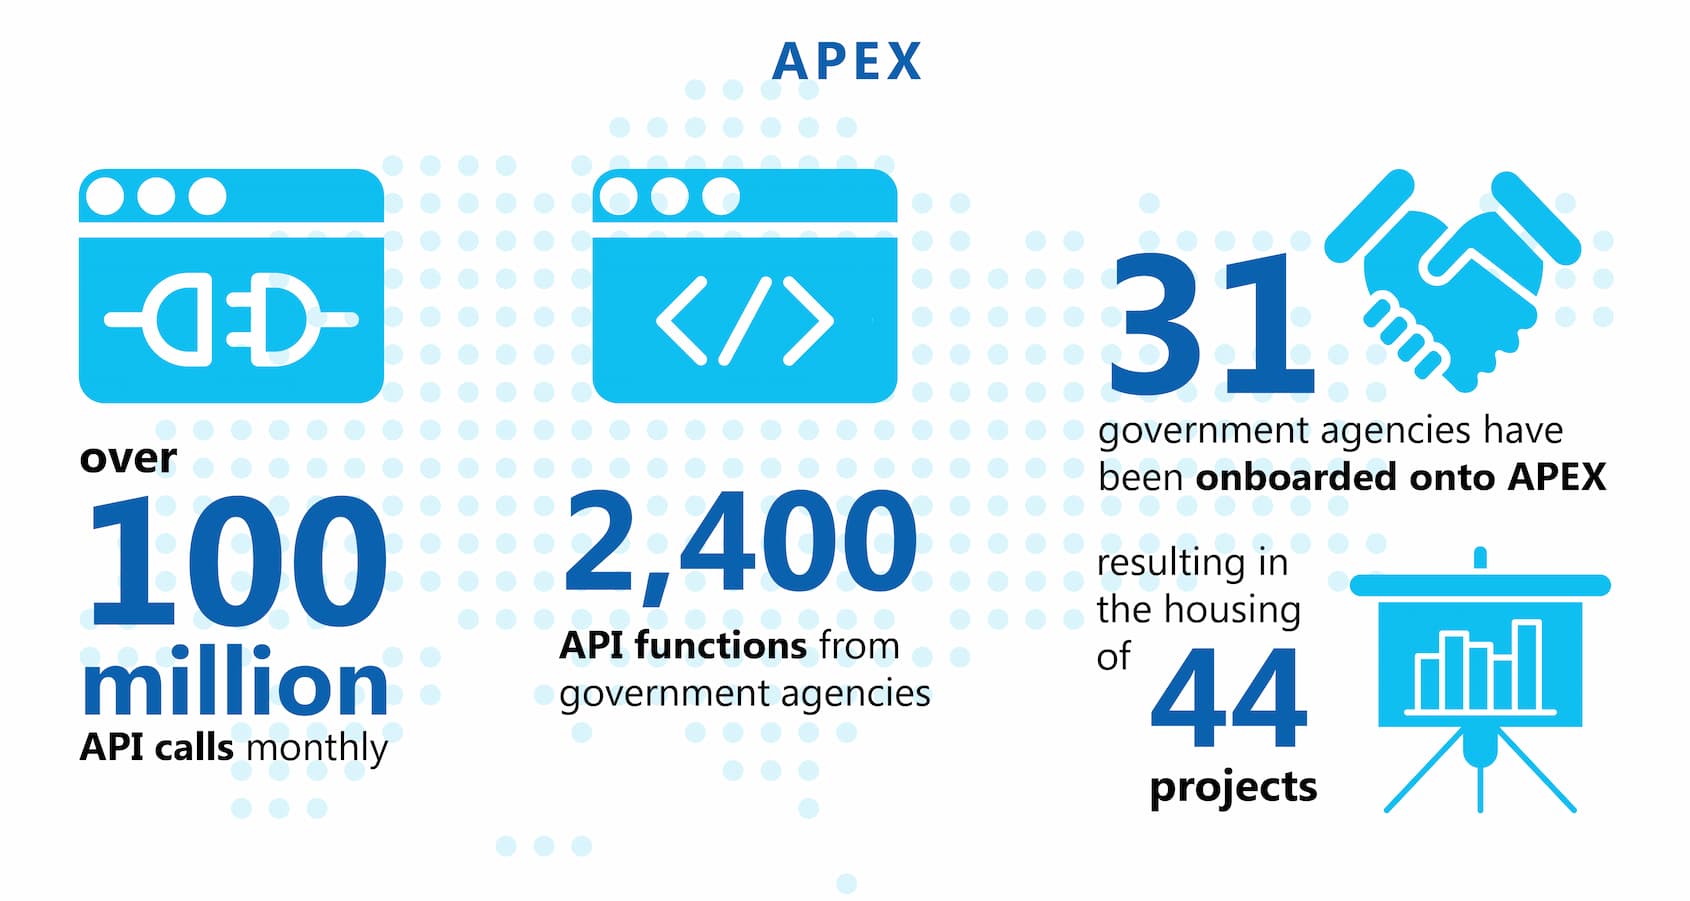 APEX
over
100
million
API calls monthly
</>
2,400
API functions from
government agencies
31
government agencies have
been onboarded onto APEX
resulting in
the housing
of 44
projects